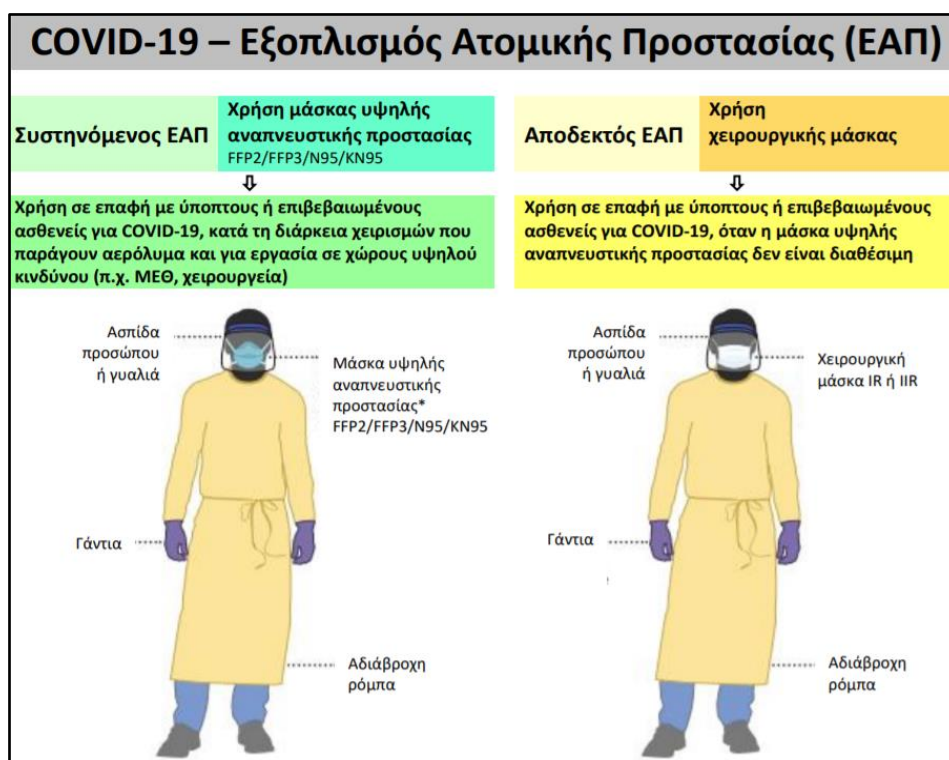 COVID-19 – Εξοπλισμός Ατομικής Προστασίας (ΕΑΠ)
Συστηνόμενος ΕΑΠ
Χρήση μάσκας υψηλής
αναπνευστικής προστασίας
FFP2/FFP3/N95/KN95
Χρήση σε επαφή με ύποπτους ή επιβεβαιωμένους
ασθενείς για COVID-19, κατά τη διάρκεια χειρισμών που
παράγουν αερόλυμα και για εργασία σε χώρους υψηλού
κινδύνου (π.χ. ΜΕΘ, χειρουργεία)
Ασπίδα
προσώπου
ή γυαλιά
Μάσκα υψηλής
αναπνευστικής
προστασίας*
FFP2/FFP3/N95/KN95
Γάντια
Αδιάβροχη
ρόμπα
Αποδεκτός ΕΑΠ
Χρήση
χειρουργικής μάσκας
Χρήση σε επαφή με ύποπτους ή επιβεβαιωμένους
ασθενείς για COVID-19, όταν η μάσκα υψηλής
αναπνευστικής προστασίας δεν είναι διαθέσιμη
Ασπίδα
προσώπου
ή γυαλιά
Χειρουργική
μάσκα IR ή IIR
Γάντια
Αδιάβροχη
ρόμπα